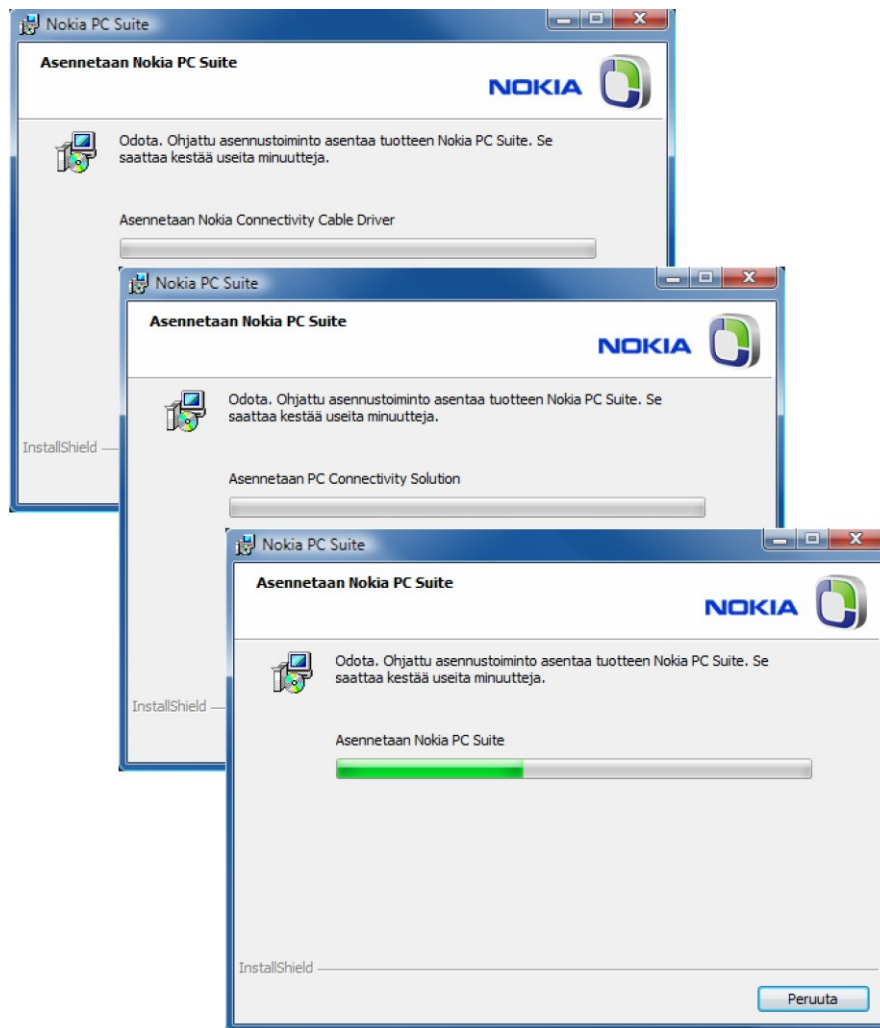 Nokia PC Suite
Asennetaan Nokia PC Suite
NOKIA
Odota. Ohjattu asennustoiminto asentaa tuotteen Nokia PC Suite. Se
saattaa kestää useita minuutteja.
Asennetaan Nokia Connectivity Cable Driver
InstallShield
Nokia PC Suite
Asennetaan Nokia PC Suite
NOKIA
Odota. Ohjattu asennustoiminto asentaa tuotteen Nokia PC Suite. Se
saattaa kestää useita minuutteja.
Asennetaan PC Connectivity Solution
InstallShield
Nokia PC Suite
Asennetaan Nokia PC Suite
NOKIA
Odota. Ohjattu asennustoiminto asentaa tuotteen Nokia PC Suite. Se
saattaa kestää useita minuutteja.
Asennetaan Nokia PC Suite
InstallShield
Peruuta